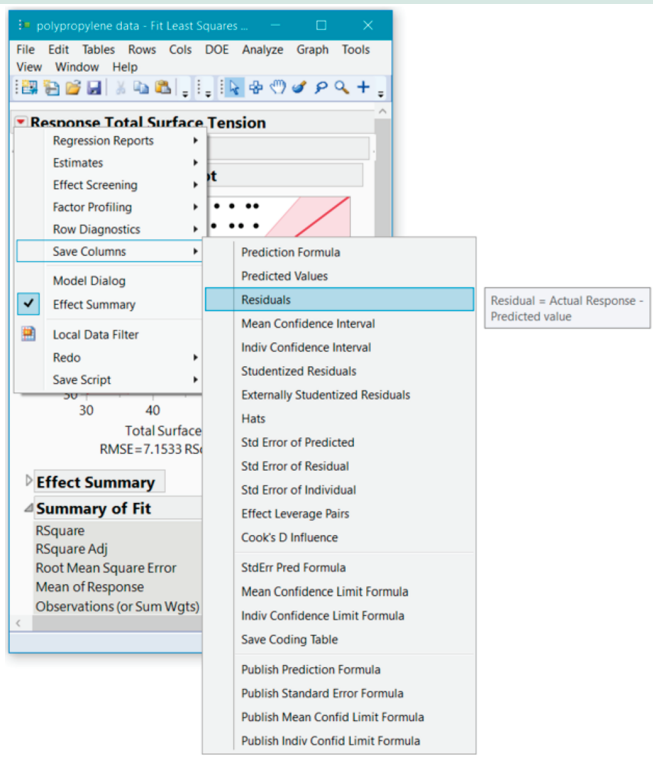 polypropylene data - Fit Least Squares ...
File Edit Tables Rows Cols DOE Analyze Graph Tools
View Window Help
Response Total Surface Tension
Regression Reports
Estimates
Effect Screening
Factor Profiling
Row Diagnostics
Save Columns
Model Dialog
Effect Summary
Local Data Filter
Redo
Save Script
Prediction Formula
Predicted Values
Residuals
Mean Confidence Interval
Indiv Confidence Interval
Studentized Residuals
Externally Studentized Residuals
Hats
Std Error of Predicted
Std Error of Residual
Std Error of Individual
Effect Leverage Pairs
Cook's D Influence
StdErr Pred Formula
Mean Confidence Limit Formula
Indiv Confidence Limit Formula
Save Coding Table
Publish Prediction Formula
Publish Standard Error Formula
Publish Mean Confid Limit Formula
Publish Indiv Confid Limit Formula
Residual = Actual Response -
Predicted value
30 40
Total Surface
RMSE=7.1533
Effect Summary
Summary of Fit
RSquare
RSquare Adj
Root Mean Square Error
Mean of Response
Observations (or Sum Wgts)